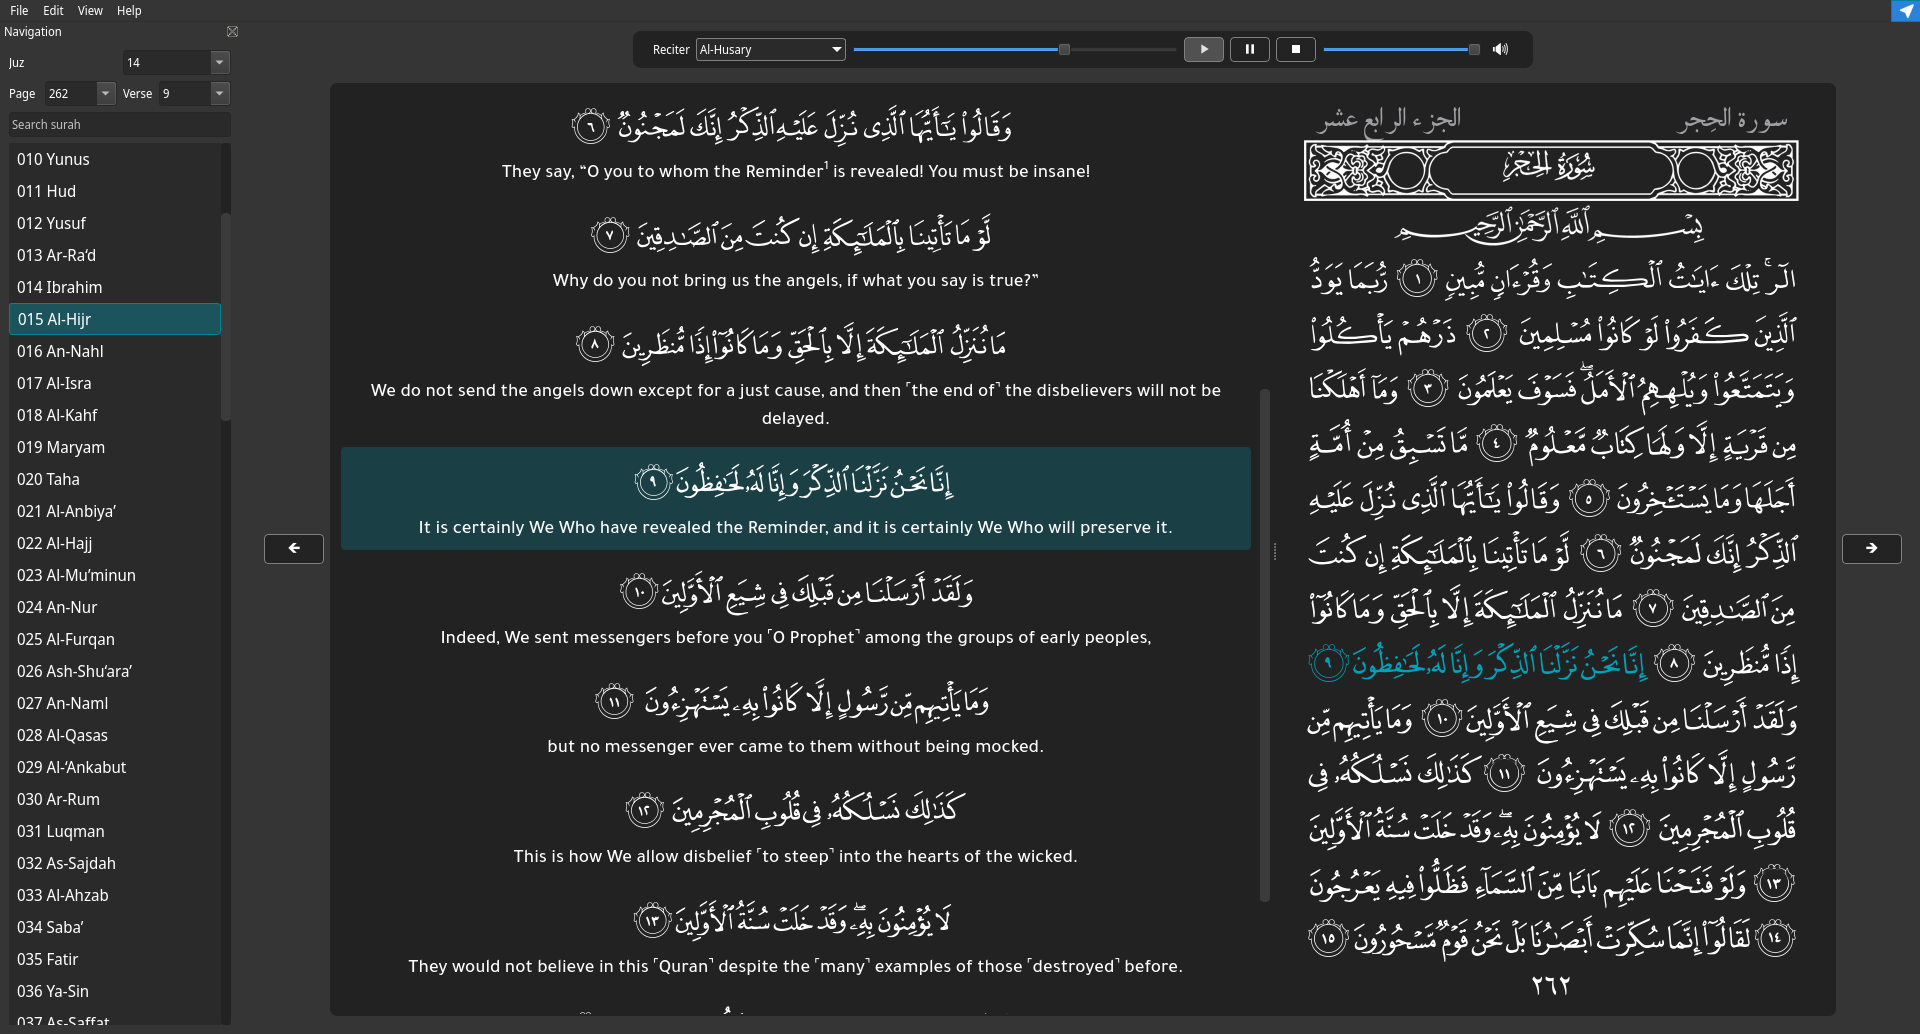 File Edit View Help
Navigation
Juz 14
Page 262 Verse 9
Search surah
010 Yunus
011 Hud
012 Yusuf
013 Ar-Ra‘d
014 Ibrahim
015 Al-Hijr
016 An-Nahl
017 Al-Isra
018 Al-Kahf
019 Maryam
020 Taha
021 Al-Anbiya’
022 Al-Hajj
023 Al-Mu’minun
024 An-Nur
025 Al-Furqan
026 Ash-Shu‘ara’
027 An-Naml
028 Al-Qasas
029 Al-‘Ankabut
030 Ar-Rum
031 Luqman
032 As-Sajdah
033 Al-Ahzab
034 Saba’
035 Fatir
036 Ya-Sin
037 As-Saffat
Reciter Al-Husary
وَقَالُوا۟ يَـٰٓأَيُّهَا ٱلَّذِى نُزِّلَ عَلَيْهِ ٱلذِّكْرُ إِنَّكَ لَمَجْنُونٌ ٦
They say, “O you to whom the Reminder¹ is revealed! You must be insane!
لَّوْ مَا تَأْتِينَا بِٱلْمَلَـٰٓئِكَةِ إِن كُنتَ مِنَ ٱلصَّـٰدِقِينَ ٧
Why do you not bring us the angels, if what you say is true?”
مَا نُنَزِّلُ ٱلْمَلَـٰٓئِكَةَ إِلَّا بِٱلْحَقِّ وَمَا كَانُوٓا۟ إِذًا مُّنظَرِينَ ٨
We do not send the angels down except for a just cause, and then ˹the end of˺ the disbelievers will not be
delayed.
إِنَّا نَحْنُ نَزَّلْنَا ٱلذِّكْرَ وَإِنَّا لَهُۥ لَحَـٰفِظُونَ ٩
It is certainly We Who have revealed the Reminder, and it is certainly We Who will preserve it.
وَلَقَدْ أَرْسَلْنَا مِن قَبْلِكَ فِى شِيَعِ ٱلْأَوَّلِينَ ١٠
Indeed, We sent messengers before you ˹O Prophet˺ among the groups of early peoples,
وَمَا يَأْتِيهِم مِّن رَّسُولٍ إِلَّا كَانُوا۟ بِهِۦ يَسْتَهْزِءُونَ ١١
but no messenger ever came to them without being mocked.
كَذَٰلِكَ نَسْلُكُهُۥ فِى قُلُوبِ ٱلْمُجْرِمِينَ ١٢
This is how We allow disbelief ˹to steep˺ into the hearts of the wicked.
لَا يُؤْمِنُونَ بِهِۦ ۖ وَقَدْ خَلَتْ سُنَّةُ ٱلْأَوَّلِينَ ١٣
They would not believe in this ˹Quran˺ despite the ˹many˺ examples of those ˹destroyed˺ before.
سورة الحِجر الجزء الرابع عشر
سُورَةُ الحِجْرِ
بِسْمِ ٱللَّهِ ٱلرَّحْمَـٰنِ ٱلرَّحِيمِ
الٓر ۚ تِلْكَ ءَايَـٰتُ ٱلْكِتَـٰبِ وَقُرْءَانٍ مُّبِينٍ ١ رُّبَمَا يَوَدُّ
ٱلَّذِينَ كَفَرُوا۟ لَوْ كَانُوا۟ مُسْلِمِينَ ٢ ذَرْهُمْ يَأْكُلُوا۟
وَيَتَمَتَّعُوا۟ وَيُلْهِهِمُ ٱلْأَمَلُ ۖ فَسَوْفَ يَعْلَمُونَ ٣ وَمَآ أَهْلَكْنَا
مِن قَرْيَةٍ إِلَّا وَلَهَا كِتَابٌ مَّعْلُومٌ ٤ مَّا تَسْبِقُ مِنْ أُمَّةٍ
أَجَلَهَا وَمَا يَسْتَـْٔخِرُونَ ٥ وَقَالُوا۟ يَـٰٓأَيُّهَا ٱلَّذِى نُزِّلَ عَلَيْهِ
ٱلذِّكْرُ إِنَّكَ لَمَجْنُونٌ ٦ لَّوْ مَا تَأْتِينَا بِٱلْمَلَـٰٓئِكَةِ إِن كُنتَ
مِنَ ٱلصَّـٰدِقِينَ ٧ مَا نُنَزِّلُ ٱلْمَلَـٰٓئِكَةَ إِلَّا بِٱلْحَقِّ وَمَا كَانُوٓا۟
إِذًا مُّنظَرِينَ ٨ إِنَّا نَحْنُ نَزَّلْنَا ٱلذِّكْرَ وَإِنَّا لَهُۥ لَحَـٰفِظُونَ ٩
وَلَقَدْ أَرْسَلْنَا مِن قَبْلِكَ فِى شِيَعِ ٱلْأَوَّلِينَ ١٠ وَمَا يَأْتِيهِم مِّن
رَّسُولٍ إِلَّا كَانُوا۟ بِهِۦ يَسْتَهْزِءُونَ ١١ كَذَٰلِكَ نَسْلُكُهُۥ فِى
قُلُوبِ ٱلْمُجْرِمِينَ ١٢ لَا يُؤْمِنُونَ بِهِۦ ۖ وَقَدْ خَلَتْ سُنَّةُ ٱلْأَوَّلِينَ
١٣ وَلَوْ فَتَحْنَا عَلَيْهِم بَابًا مِّنَ ٱلسَّمَآءِ فَظَلُّوا۟ فِيهِ يَعْرُجُونَ
١٤ لَقَالُوٓا۟ إِنَّمَا سُكِّرَتْ أَبْصَـٰرُنَا بَلْ نَحْنُ قَوْمٌ مَّسْحُورُونَ ١٥
٢٦٢